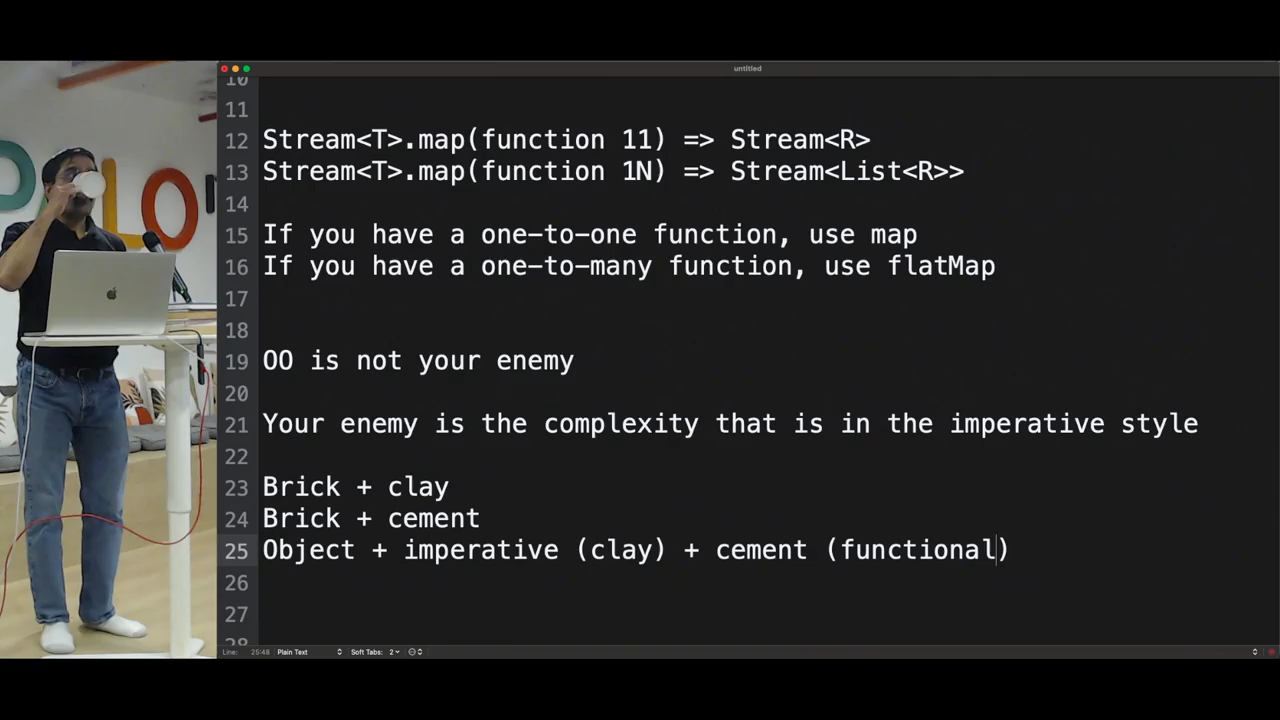 untitled
10
11
12 Stream<T>.map(function 11) => Stream<R>
13 Stream<T>.map(function 1N) => Stream<List<R>>
14
15 If you have a one-to-one function, use map
16 If you have a one-to-many function, use flatMap
17
18
19 OO is not your enemy
20
21 Your enemy is the complexity that is in the imperative style
22
23 Brick + clay
24 Brick + cement
25 Object + imperative (clay) + cement (functional)
26
27
28
Line: 25:48 Plain Text Soft Tabs: 2